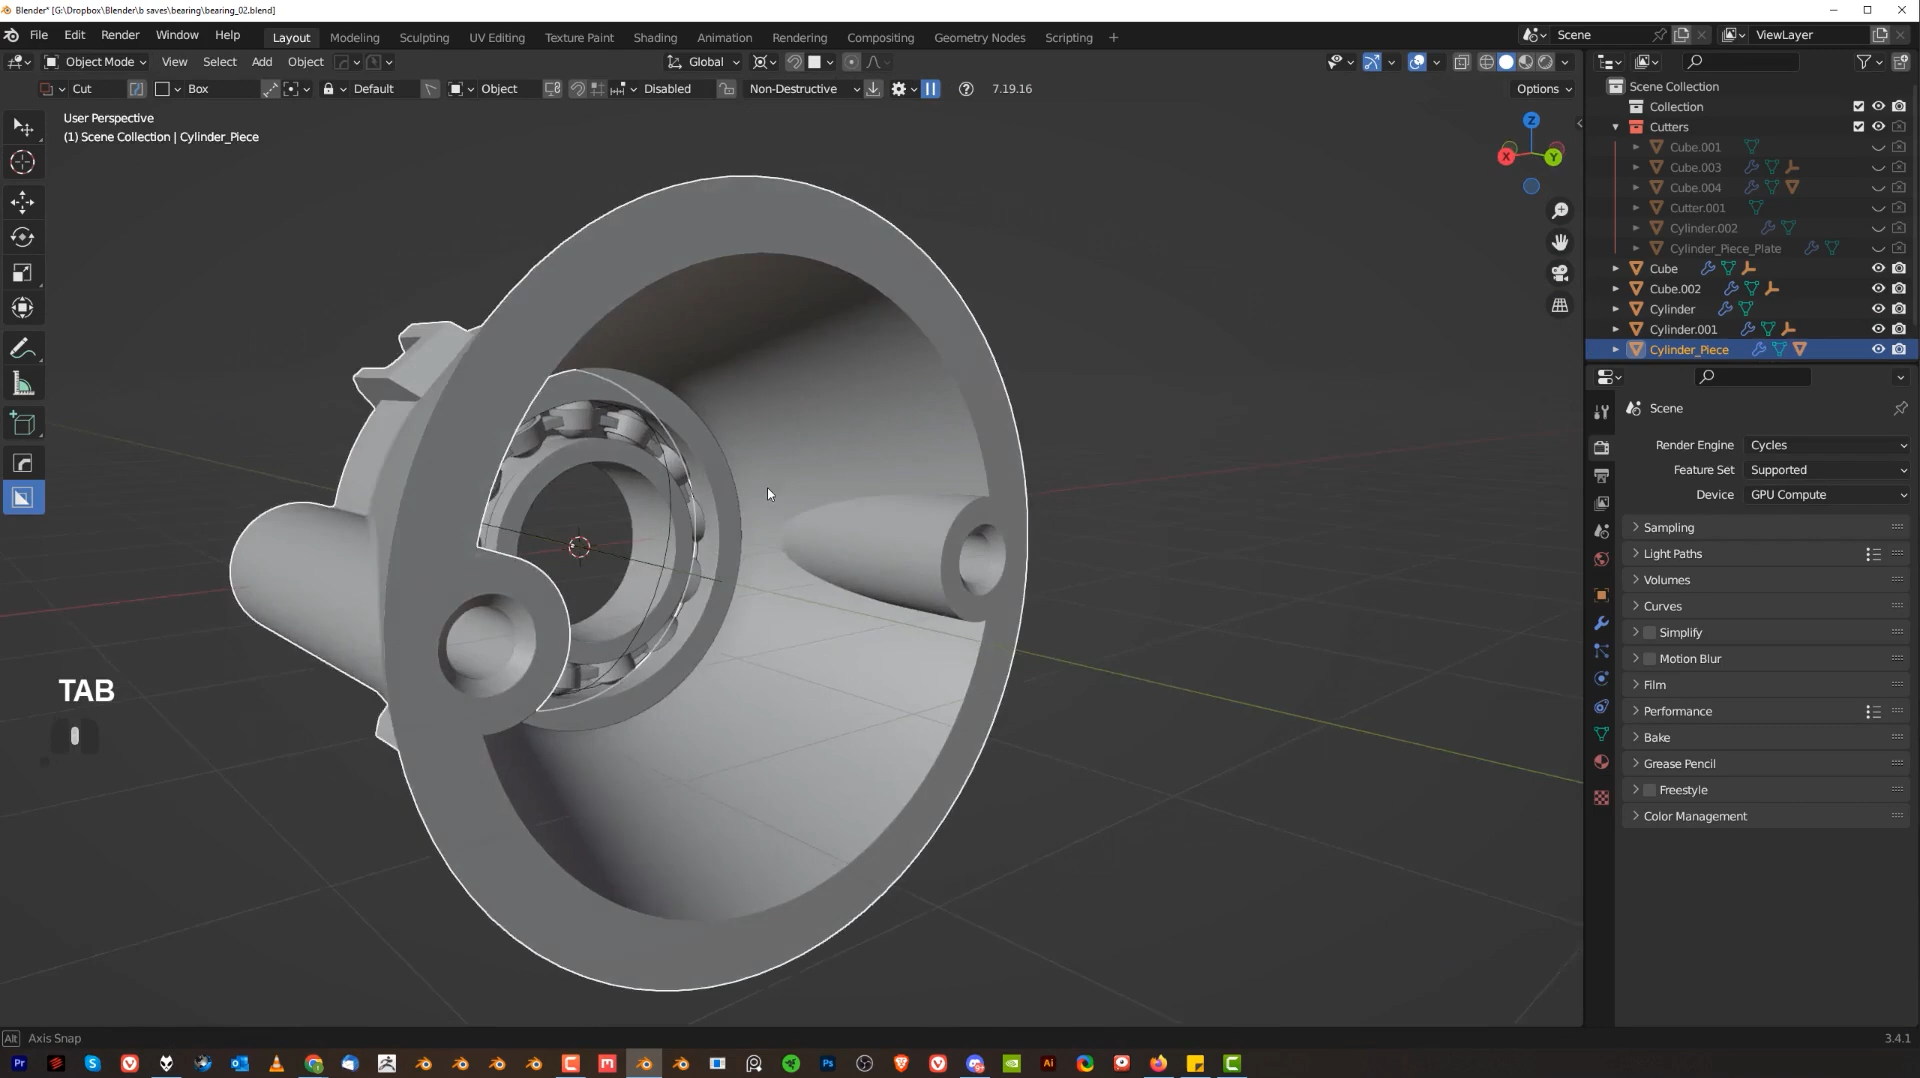 Blender* [G:\Dropbox\Blender\b saves\bearing\bearing_02.blend]
File Edit Render Window Help Layout Modeling Sculpting UV Editing Texture Paint Shading Animation Rendering Compositing Geometry Nodes Scripting + Scene ViewLayer
Object Mode View Select Add Object Global
Cut Box Default Object Disabled Non-Destructive 7.19.16 Options
User Perspective
(1) Scene Collection | Cylinder_Piece
Z
X
Y
TAB
Scene Collection
Collection
Cutters
Cube.001
Cube.003
Cube.004
Cutter.001
Cylinder.002
Cylinder_Piece_Plate
Cube
Cube.002
Cylinder
Cylinder.001
Cylinder_Piece
Scene
Render Engine Cycles
Feature Set Supported
Device GPU Compute
Sampling
Light Paths
Volumes
Curves
Simplify
Motion Blur
Film
Performance
Bake
Grease Pencil
Freestyle
Color Management
Alt Axis Snap
3.4.1
Pr
Ps
Ai